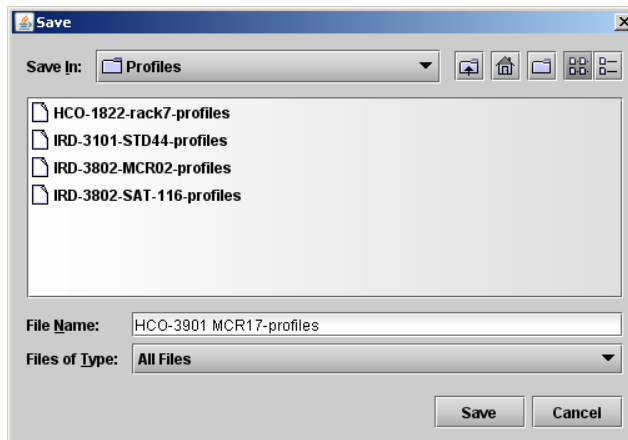 Save
Save In: Profiles
HCO-1822-rack7-profiles
IRD-3101-STD44-profiles
IRD-3802-MCR02-profiles
IRD-3802-SAT-116-profiles
File Name: HCO-3901 MCR17-profiles
Files of Type: All Files
Save Cancel